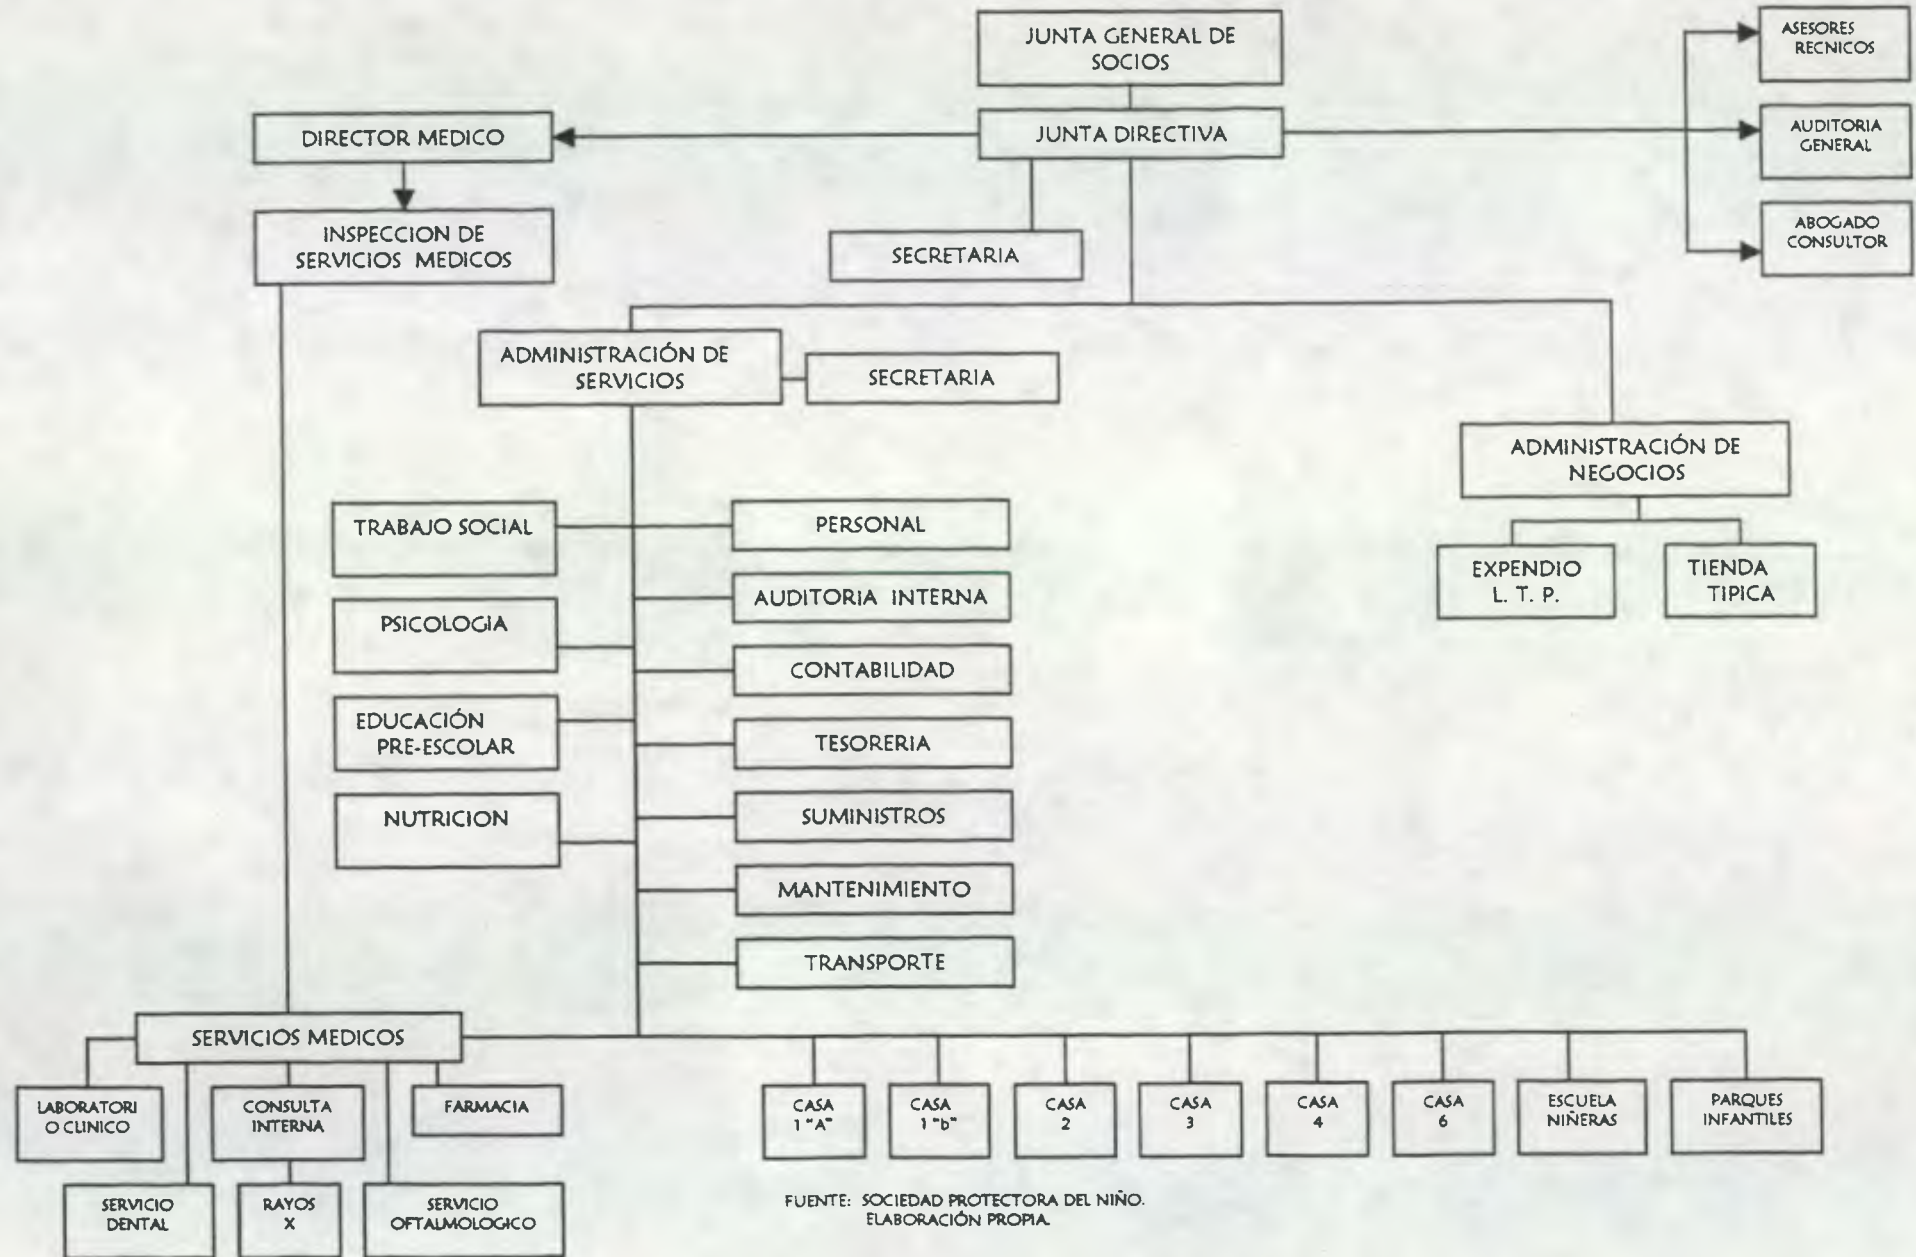 JUNTA GENERAL DE
SOCIOS
ASESORES
RECNICOS
DIRECTOR MEDICO
JUNTA DIRECTIVA
AUDITORIA
GENERAL
INSPECCION DE
SERVICIOS MEDICOS
SECRETARIA
ABOGADO
CONSULTOR
ADMINISTRACIÓN DE
SERVICIOS
SECRETARIA
ADMINISTRACIÓN DE
NEGOCIOS
EXPENDIO
L. T. P.
TIENDA
TIPICA
TRABAJO SOCIAL
PSICOLOGIA
EDUCACIÓN
PRE-ESCOLAR
NUTRICION
PERSONAL
AUDITORIA INTERNA
CONTABILIDAD
TESORERIA
SUMINISTROS
MANTENIMIENTO
TRANSPORTE
SERVICIOS MEDICOS
LABORATORI
O CLINICO
CONSULTA
INTERNA
FARMACIA
SERVICIO
DENTAL
RAYOS
X
SERVICIO
OFTALMOLOGICO
CASA
1 "A"
CASA
1 "b"
CASA
2
CASA
3
CASA
4
CASA
6
ESCUELA
NIÑERAS
PARQUES
INFANTILES
FUENTE: SOCIEDAD PROTECTORA DEL NIÑO.
ELABORACIÓN PROPIA.